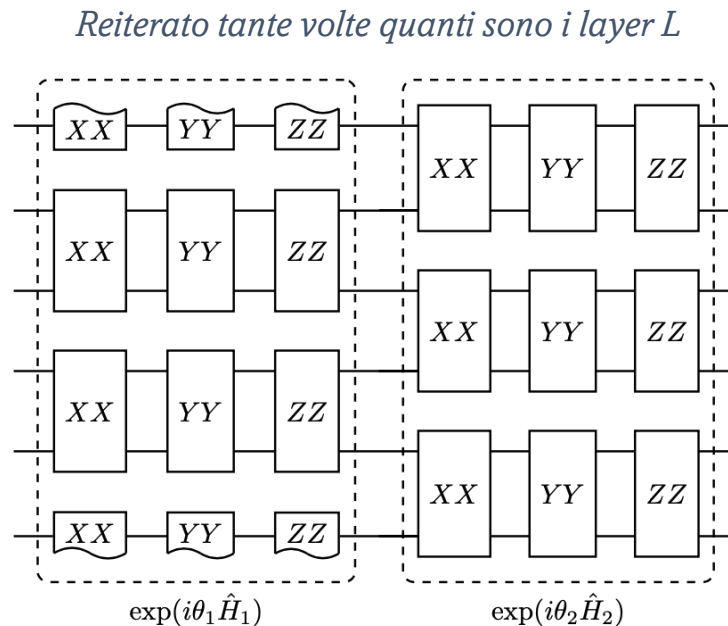 Reiterato tante volte quanti sono i layer L
XX YY ZZ
XX YY ZZ
XX YY ZZ
XX YY ZZ
XX YY ZZ
XX YY ZZ
XX YY ZZ
exp(iθ₁Ĥ₁) exp(iθ₂Ĥ₂)